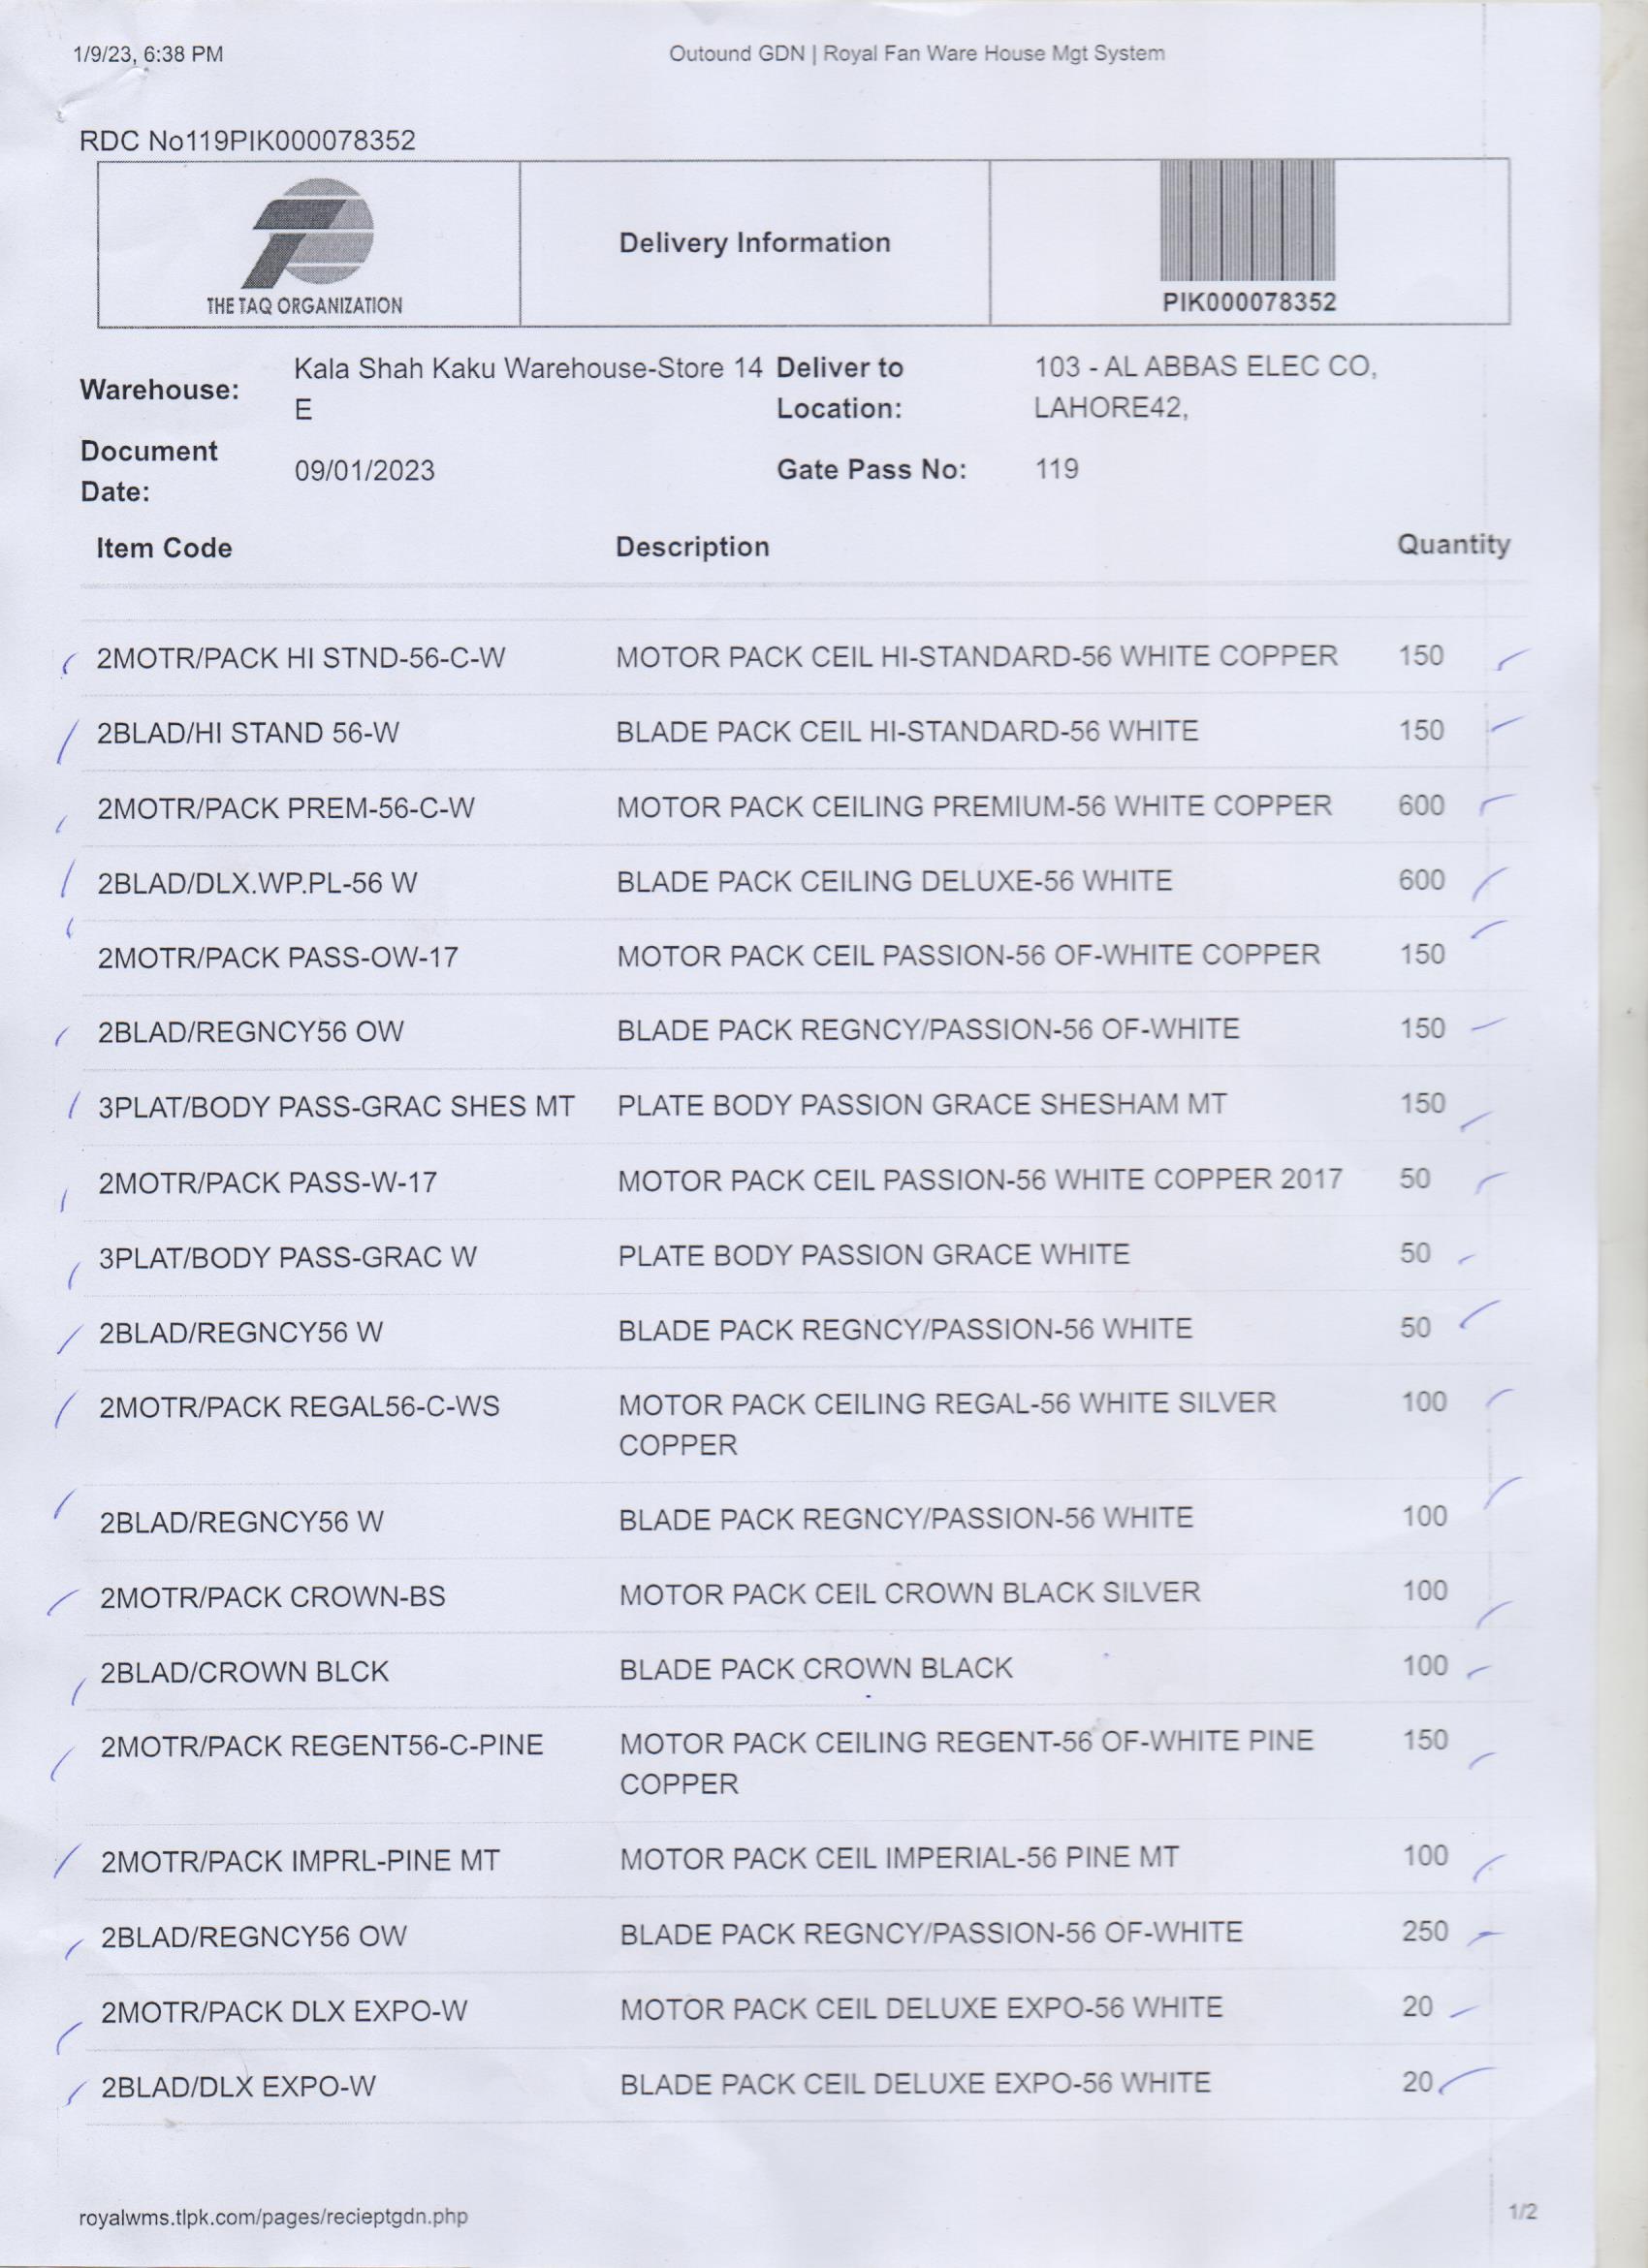 1/9/23, 6:38 PM
Outound GDN | Royal Fan Ware House Mgt System
RDC No119PIK000078352
THE TAQ ORGANIZATION
Delivery Information
PIK000078352
Warehouse:
Kala Shah Kaku Warehouse-Store 14
E
Deliver to
Location:
103 - AL ABBAS ELEC CO,
LAHORE42,
Document
Date:
09/01/2023
Gate Pass No:
119
Item Code Description Quantity
2MOTR/PACK HI STND-56-C-W MOTOR PACK CEIL HI-STANDARD-56 WHITE COPPER 150
2BLAD/HI STAND 56-W BLADE PACK CEIL HI-STANDARD-56 WHITE 150
2MOTR/PACK PREM-56-C-W MOTOR PACK CEILING PREMIUM-56 WHITE COPPER 600
2BLAD/DLX.WP.PL-56 W BLADE PACK CEILING DELUXE-56 WHITE 600
2MOTR/PACK PASS-OW-17 MOTOR PACK CEIL PASSION-56 OF-WHITE COPPER 150
2BLAD/REGNCY56 OW BLADE PACK REGNCY/PASSION-56 OF-WHITE 150
3PLAT/BODY PASS-GRAC SHES MT PLATE BODY PASSION GRACE SHESHAM MT 150
2MOTR/PACK PASS-W-17 MOTOR PACK CEIL PASSION-56 WHITE COPPER 2017 50
3PLAT/BODY PASS-GRAC W PLATE BODY PASSION GRACE WHITE 50
2BLAD/REGNCY56 W BLADE PACK REGNCY/PASSION-56 WHITE 50
2MOTR/PACK REGAL56-C-WS MOTOR PACK CEILING REGAL-56 WHITE SILVER 100
COPPER
2BLAD/REGNCY56 W BLADE PACK REGNCY/PASSION-56 WHITE 100
2MOTR/PACK CROWN-BS MOTOR PACK CEIL CROWN BLACK SILVER 100
2BLAD/CROWN BLCK BLADE PACK CROWN BLACK 100
2MOTR/PACK REGENT56-C-PINE MOTOR PACK CEILING REGENT-56 OF-WHITE PINE 150
COPPER
2MOTR/PACK IMPRL-PINE MT MOTOR PACK CEIL IMPERIAL-56 PINE MT 100
2BLAD/REGNCY56 OW BLADE PACK REGNCY/PASSION-56 OF-WHITE 250
2MOTR/PACK DLX EXPO-W MOTOR PACK CEIL DELUXE EXPO-56 WHITE 20
2BLAD/DLX EXPO-W BLADE PACK CEIL DELUXE EXPO-56 WHITE 20
royalwms.tlpk.com/pages/recieptgdn.php
1/2